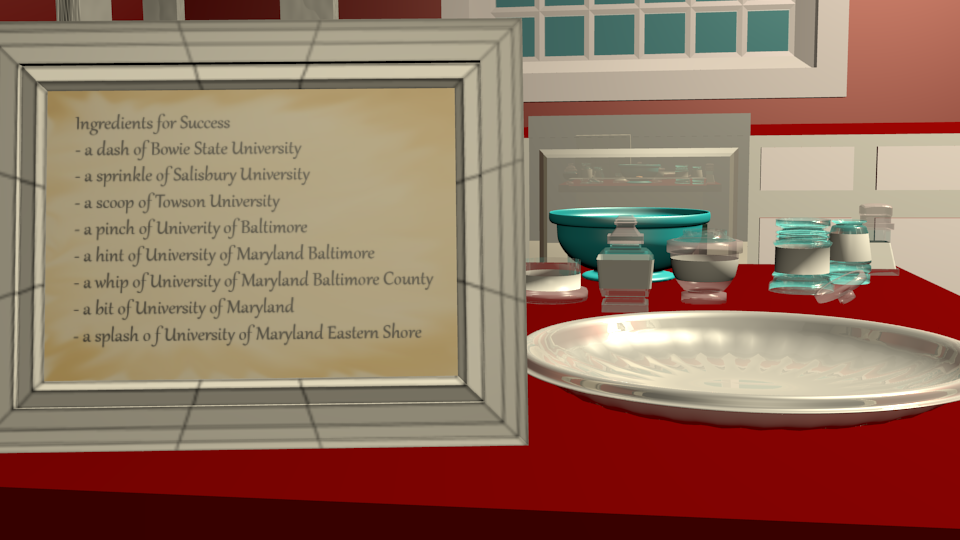 Ingredients for Success
- a dash of Bowie State University
- a sprinkle of Salisbury University
- a scoop of Towson University
- a pinch of Univerity of Baltimore
- a hint of University of Maryland Baltimore
- a whip of University of Maryland Baltimore County
- a bit of University of Maryland
- a splash of University of Maryland Eastern Shore